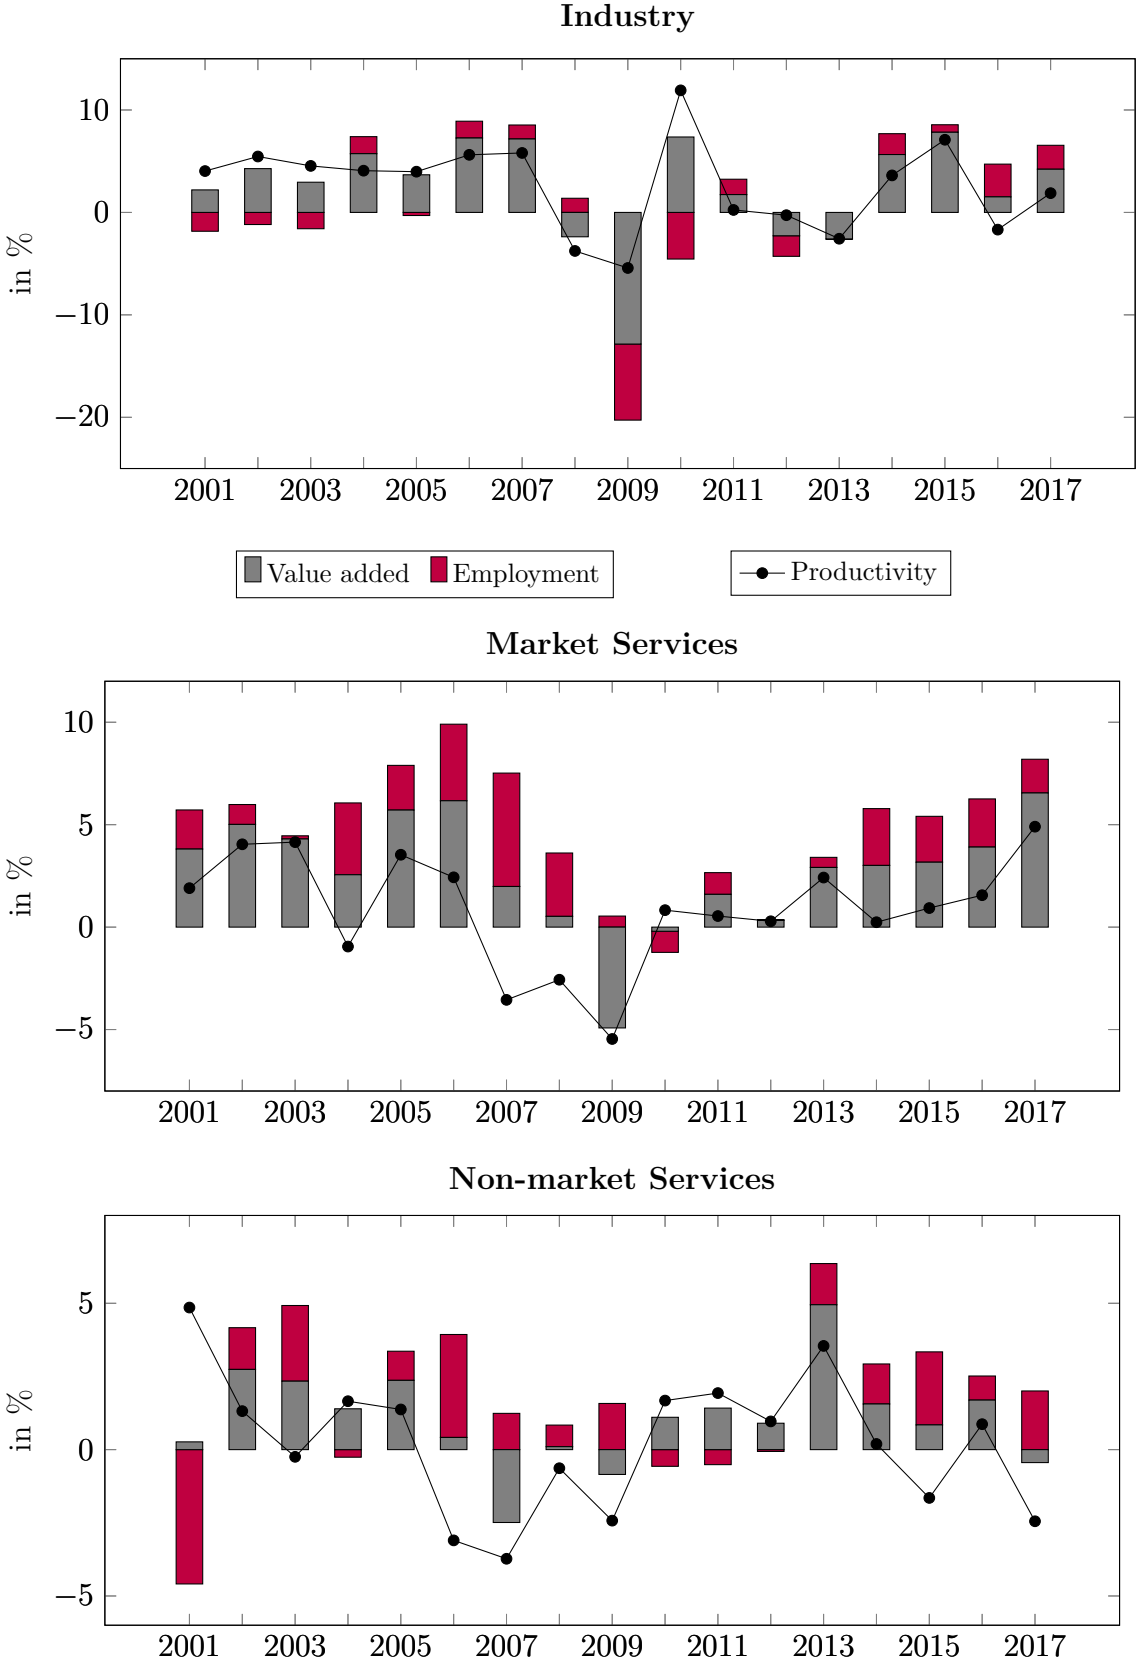 Industry
10
0
−10
−20
in %
2001 2003 2005 2007 2009 2011 2013 2015 2017
Value added Employment
Productivity
Market Services
10
5
0
−5
in %
2001 2003 2005 2007 2009 2011 2013 2015 2017
Non-market Services
5
0
−5
in %
2001 2003 2005 2007 2009 2011 2013 2015 2017